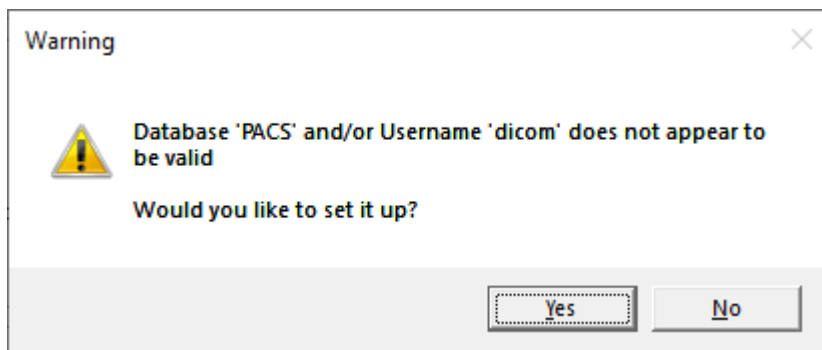 Warning
Database 'PACS' and/or Username 'dicom' does not appear to
be valid
Would you like to set it up?
Yes
No